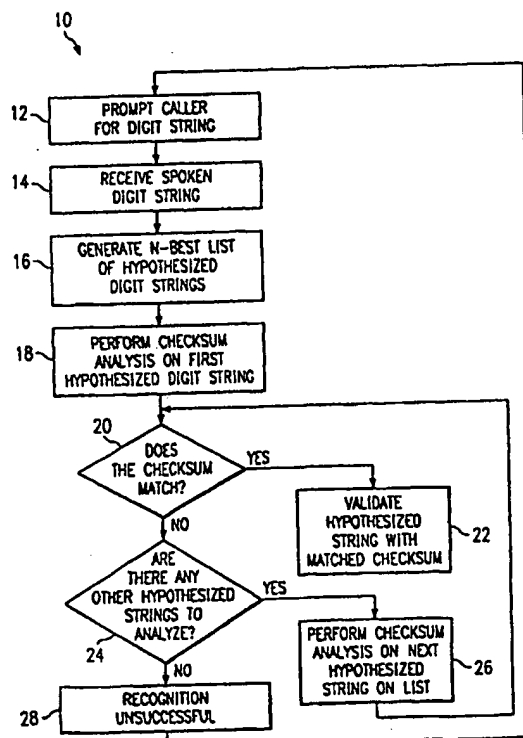 10
12
PROMPT CALLER
FOR DIGIT STRING
14
RECEIVE SPOKEN
DIGIT STRING
16
GENERATE N-BEST LIST
OF HYPOTHESIZED
DIGIT STRINGS
18
PERFORM CHECKSUM
ANALYSIS ON FIRST
HYPOTHESIZED DIGIT STRING
20
DOES
THE CHECKSUM
MATCH?
YES
VALIDATE
HYPOTHESIZED
STRING WITH
MATCHED CHECKSUM
22
NO
ARE
THERE ANY
OTHER HYPOTHESIZED
STRINGS TO
ANALYZE?
24
YES
PERFORM CHECKSUM
ANALYSIS ON NEXT
HYPOTHESIZED
STRING ON LIST
26
NO
28
RECOGNITION
UNSUCCESSFUL